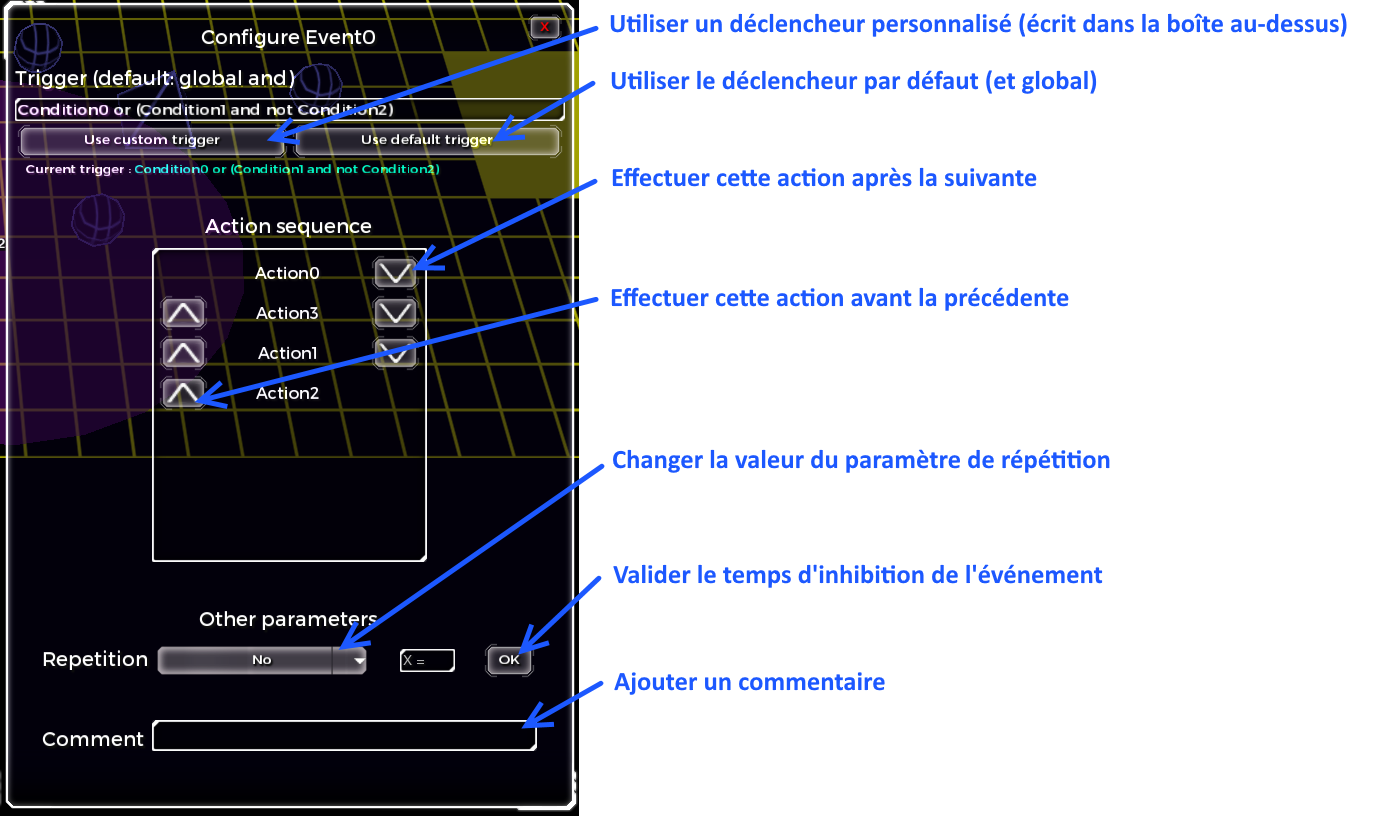 Configure Event0
X
Utiliser un déclencheur personnalisé (écrit dans la boîte au-dessus)
Trigger (default: global and)
Utiliser le déclencheur par défaut (et global)
Condition0 or (Condition1 and not Condition2)
Use custom trigger
Use default trigger
Current trigger : Condition0 or (Condition1 and not Condition2)
Effectuer cette action après la suivante
Action sequence
2
Action0
Effectuer cette action avant la précédente
Action3
Action1
Action2
Changer la valeur du paramètre de répétition
Valider le temps d'inhibition de l'événement
Other parameters
Repetition
No
X =
OK
Ajouter un commentaire
Comment